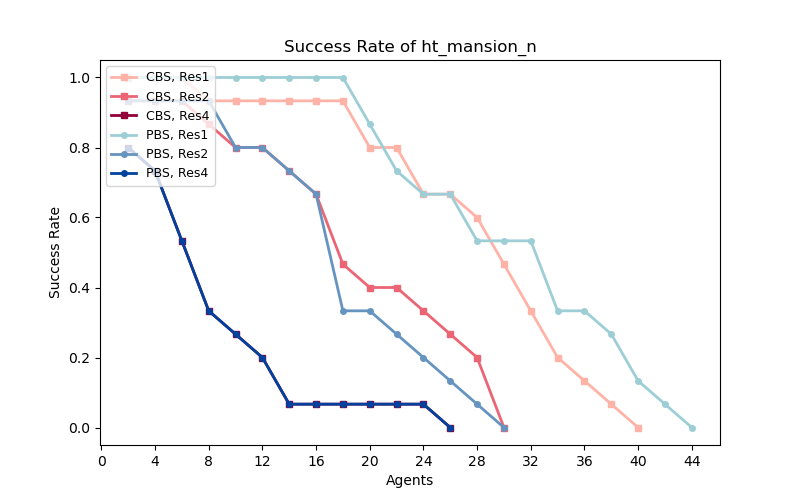 Success Rate of ht_mansion_n
CBS, Res1
CBS, Res2
CBS, Res4
PBS, Res1
PBS, Res2
PBS, Res4
Success Rate
1.0
0.8
0.6
0.4
0.2
0.0
0 4 8 12 16 20 24 28 32 36 40 44
Agents